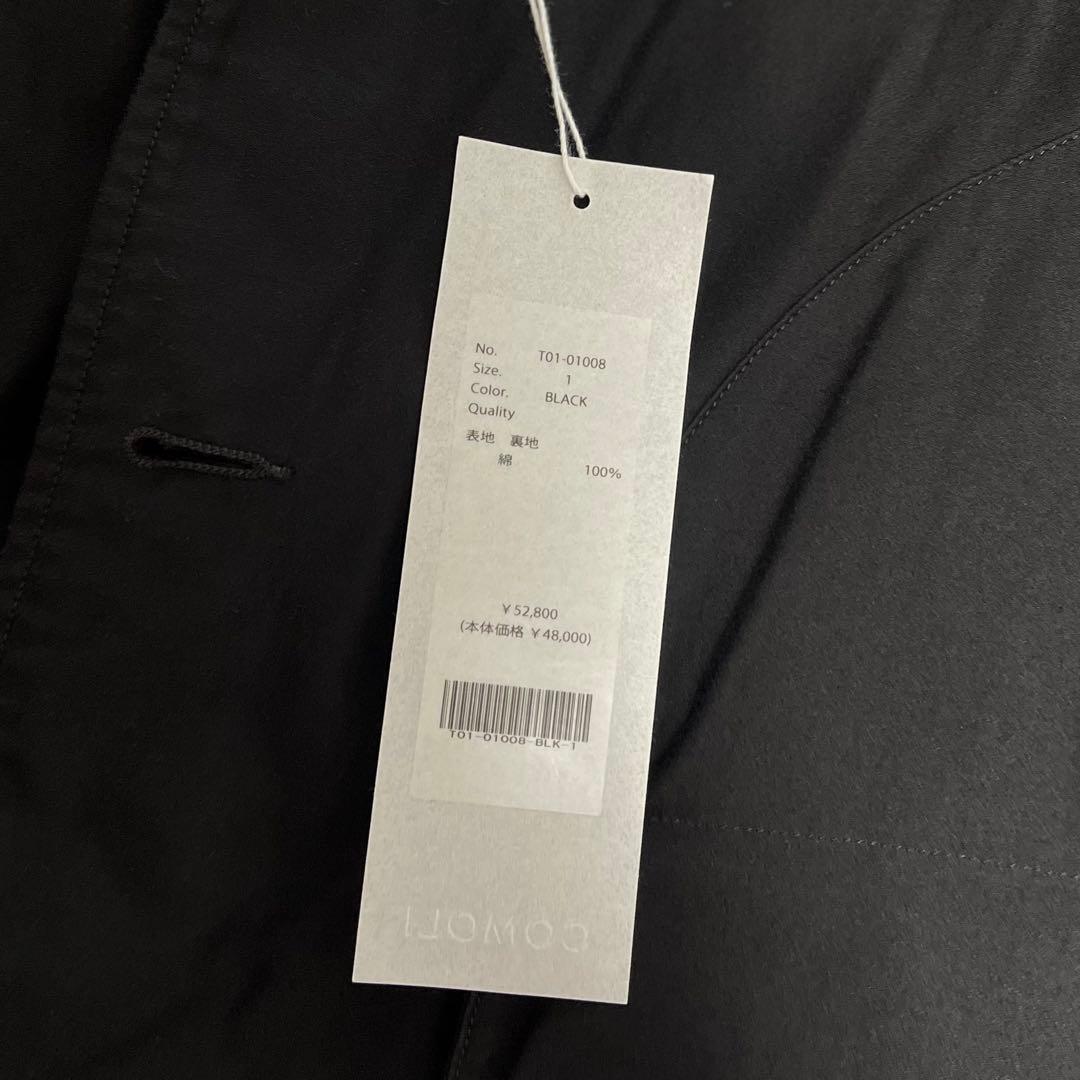 No. T01-01008
Size. 1
Color. BLACK
Quality
表地 裏地
綿 100%
¥52,800
(本体価格 ¥48,000)
T01-01008-BLK-1
COMOLI